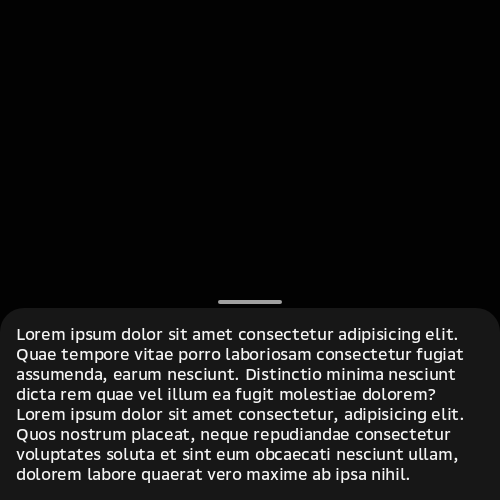 Lorem ipsum dolor sit amet consectetur adipisicing elit.
Quae tempore vitae porro laboriosam consectetur fugiat
assumenda, earum nesciunt. Distinctio minima nesciunt
dicta rem quae vel illum ea fugit molestiae dolorem?
Lorem ipsum dolor sit amet consectetur, adipisicing elit.
Quos nostrum placeat, neque repudiandae consectetur
voluptates soluta et sint eum obcaecati nesciunt ullam,
dolorem labore quaerat vero maxime ab ipsa nihil.